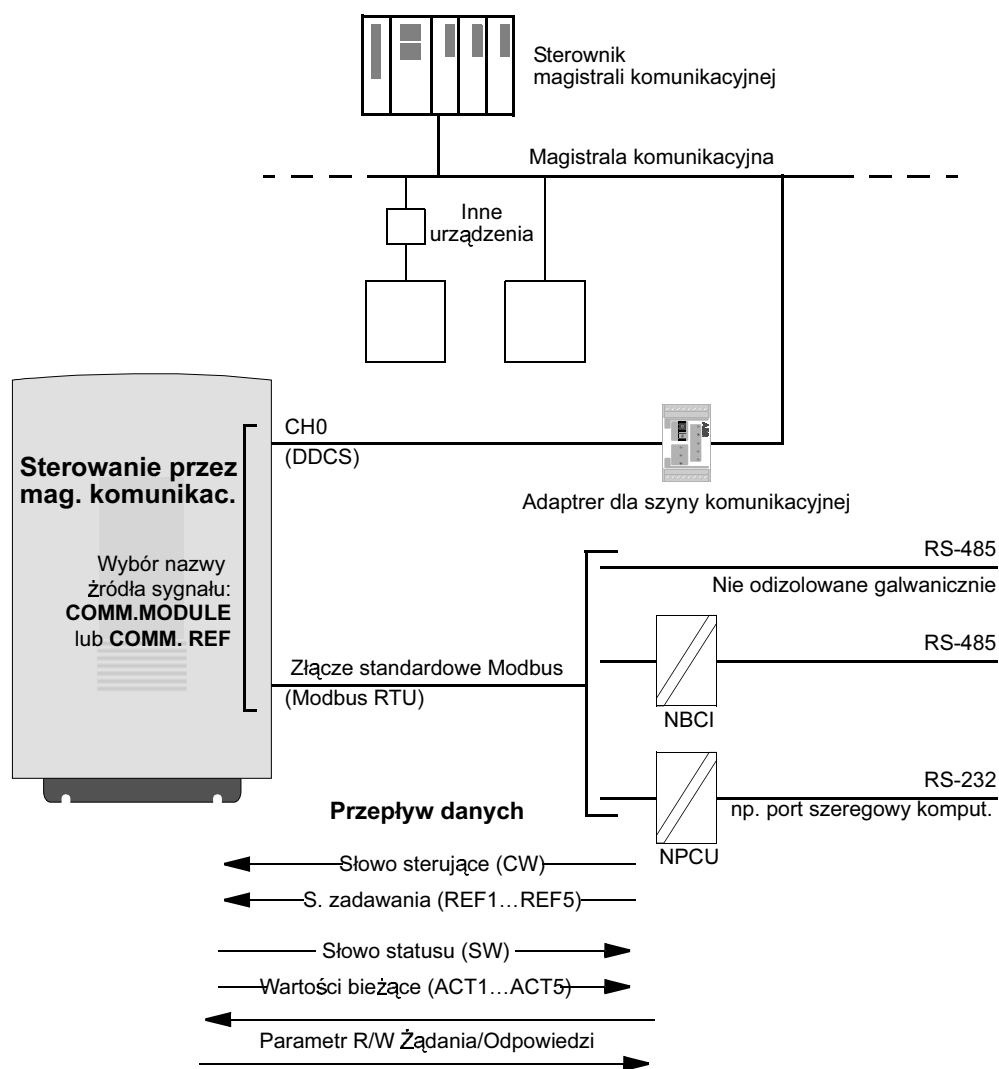 Sterownik
magistrali komunikacyjnej
Magistrala komunikacyjna
Inne
urządzenia
CH0
(DDCS)
ABB
Adaptrer dla szyny komunikacyjnej
Sterowanie przez
mag. komunikac.
Wybór nazwy
źródła sygnału:
COMM.MODULE
lub COMM. REF
RS-485
Nie odizolowane galwanicznie
RS-485
NBCI
Złącze standardowe Modbus
(Modbus RTU)
RS-232
np. port szeregowy komput.
NPCU
Przepływ danych
Słowo sterujące (CW)
S. zadawania (REF1…REF5)
Słowo statusu (SW)
Wartości bieżące (ACT1…ACT5)
Parametr R/W Żądania/Odpowiedzi